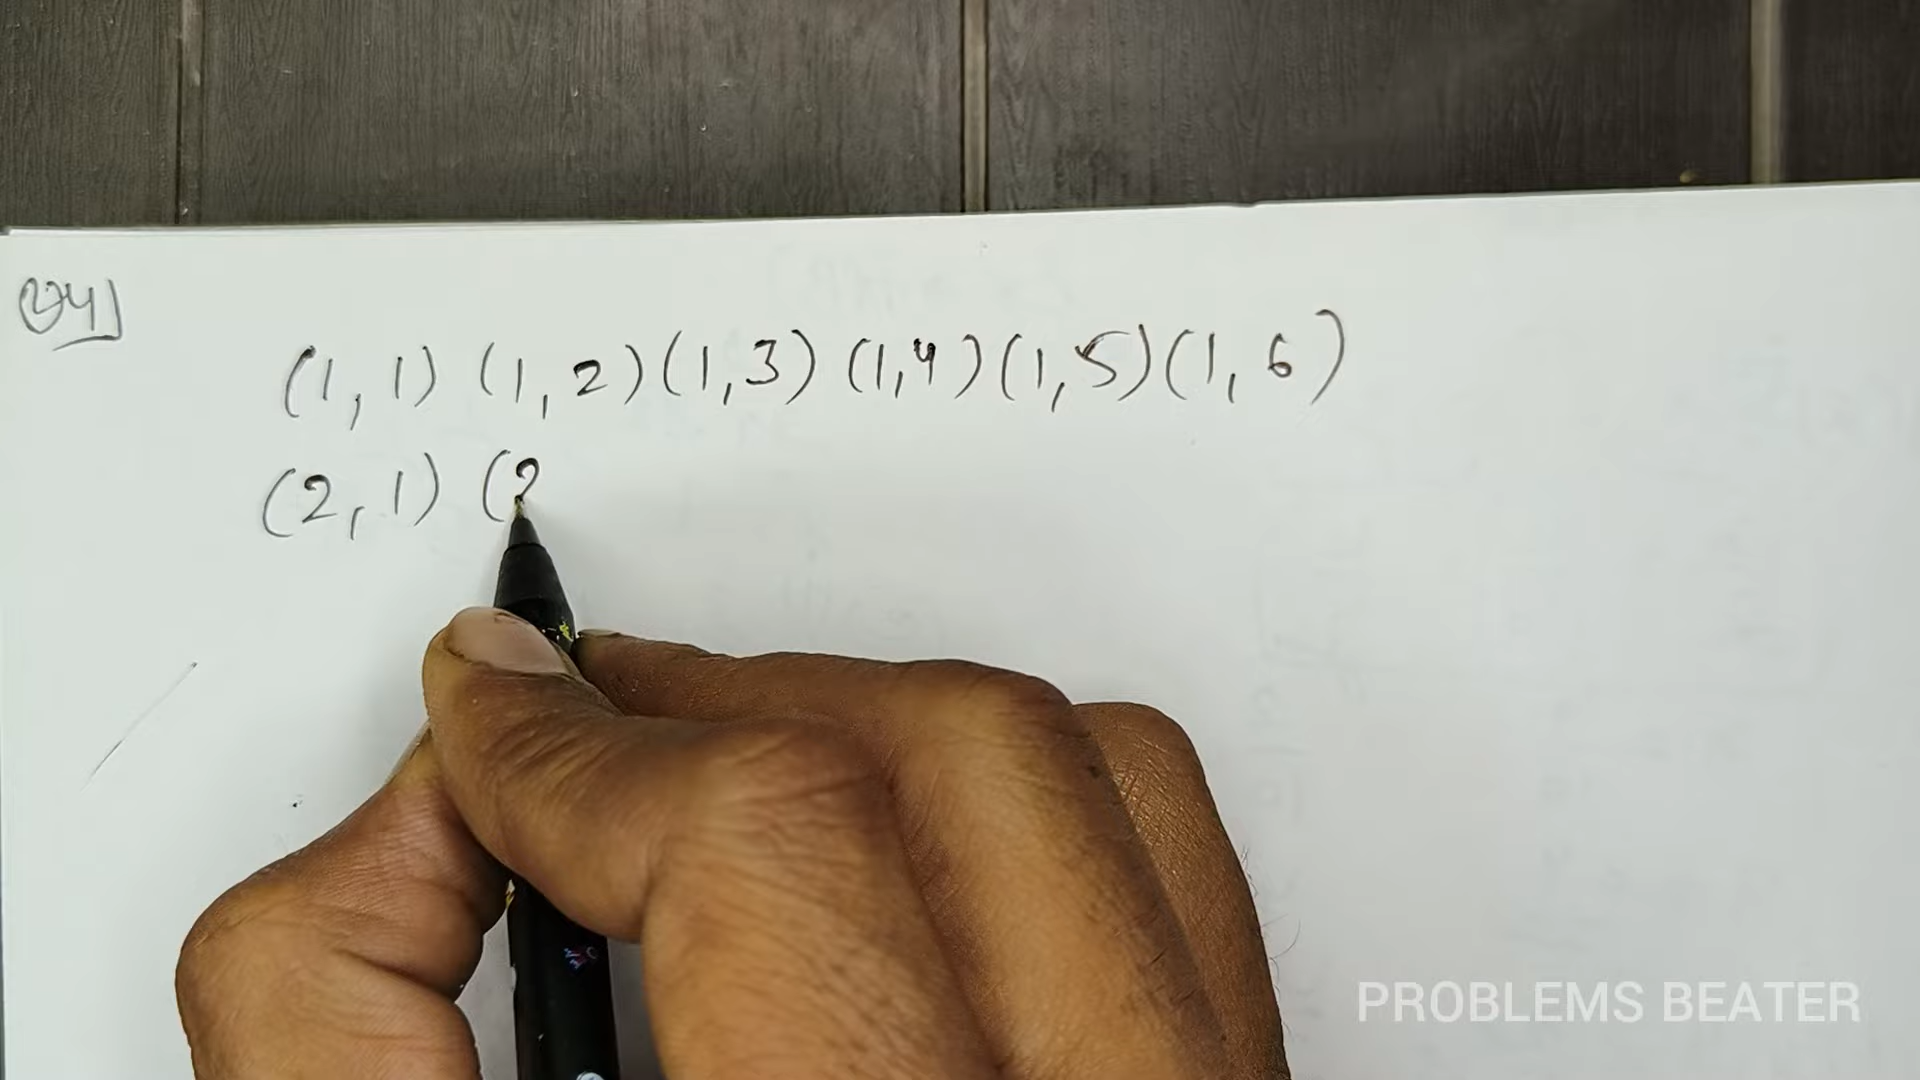 Q4]
(1, 1) (1, 2) (1, 3) (1, 4) (1, 5) (1, 6)
(2, 1) (2
PROBLEMS BEATER